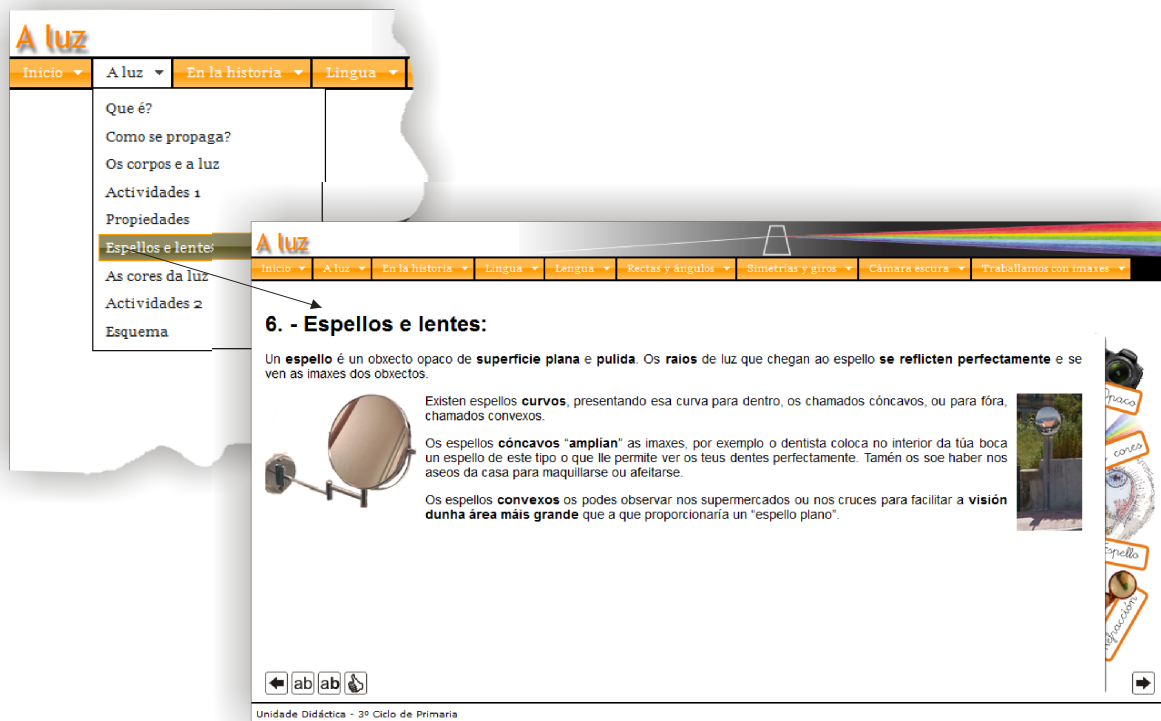 A luz
Inicio A luz En la historia Lingua
Que é?
Como se propaga?
Os corpos e a luz
Actividades 1
Propiedades
Espellos e lentes
As cores da luz
Actividades 2
Esquema
A luz
Inicio A luz En la historia Lingua Lengua Rectas y ángulos Simetrías y giros Cámara escura Traballamos con imaxes
6. - Espellos e lentes:
Un espello é un obxecto opaco de superficie plana e pulida. Os raios de luz que chegan ao espello se reflicten perfectamente e se
ven as imaxes dos obxectos.
Existen espellos curvos, presentando esa curva para dentro, os chamados cóncavos, ou para fóra,
chamados convexos.
Os espellos cóncavos “amplían” as imaxes, por exemplo o dentista coloca no interior da túa boca
un espello de este tipo o que lle permite ver os teus dentes perfectamente. Tamén os soe haber nos
aseos da casa para maquillarse ou afeitarse.
Os espellos convexos os podes observar nos supermercados ou nos cruces para facilitar a visión
dunha área máis grande que a que proporcionaría un “espello plano”.
Opaco
cores
Espello
Refracción
ab ab
Unidade Didáctica - 3º Ciclo de Primaria